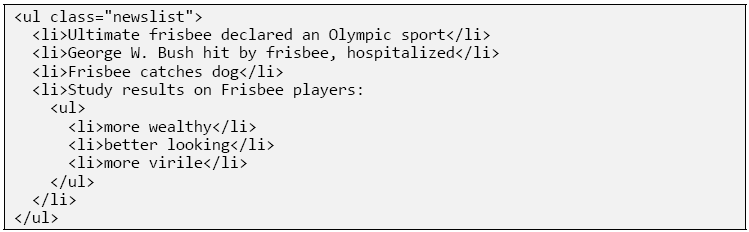 <ul class="newslist">
<li>Ultimate frisbee declared an Olympic sport</li>
<li>George W. Bush hit by frisbee, hospitalized</li>
<li>Frisbee catches dog</li>
<li>Study results on Frisbee players:
<ul>
<li>more wealthy</li>
<li>better looking</li>
<li>more virile</li>
</ul>
</li>
</ul>